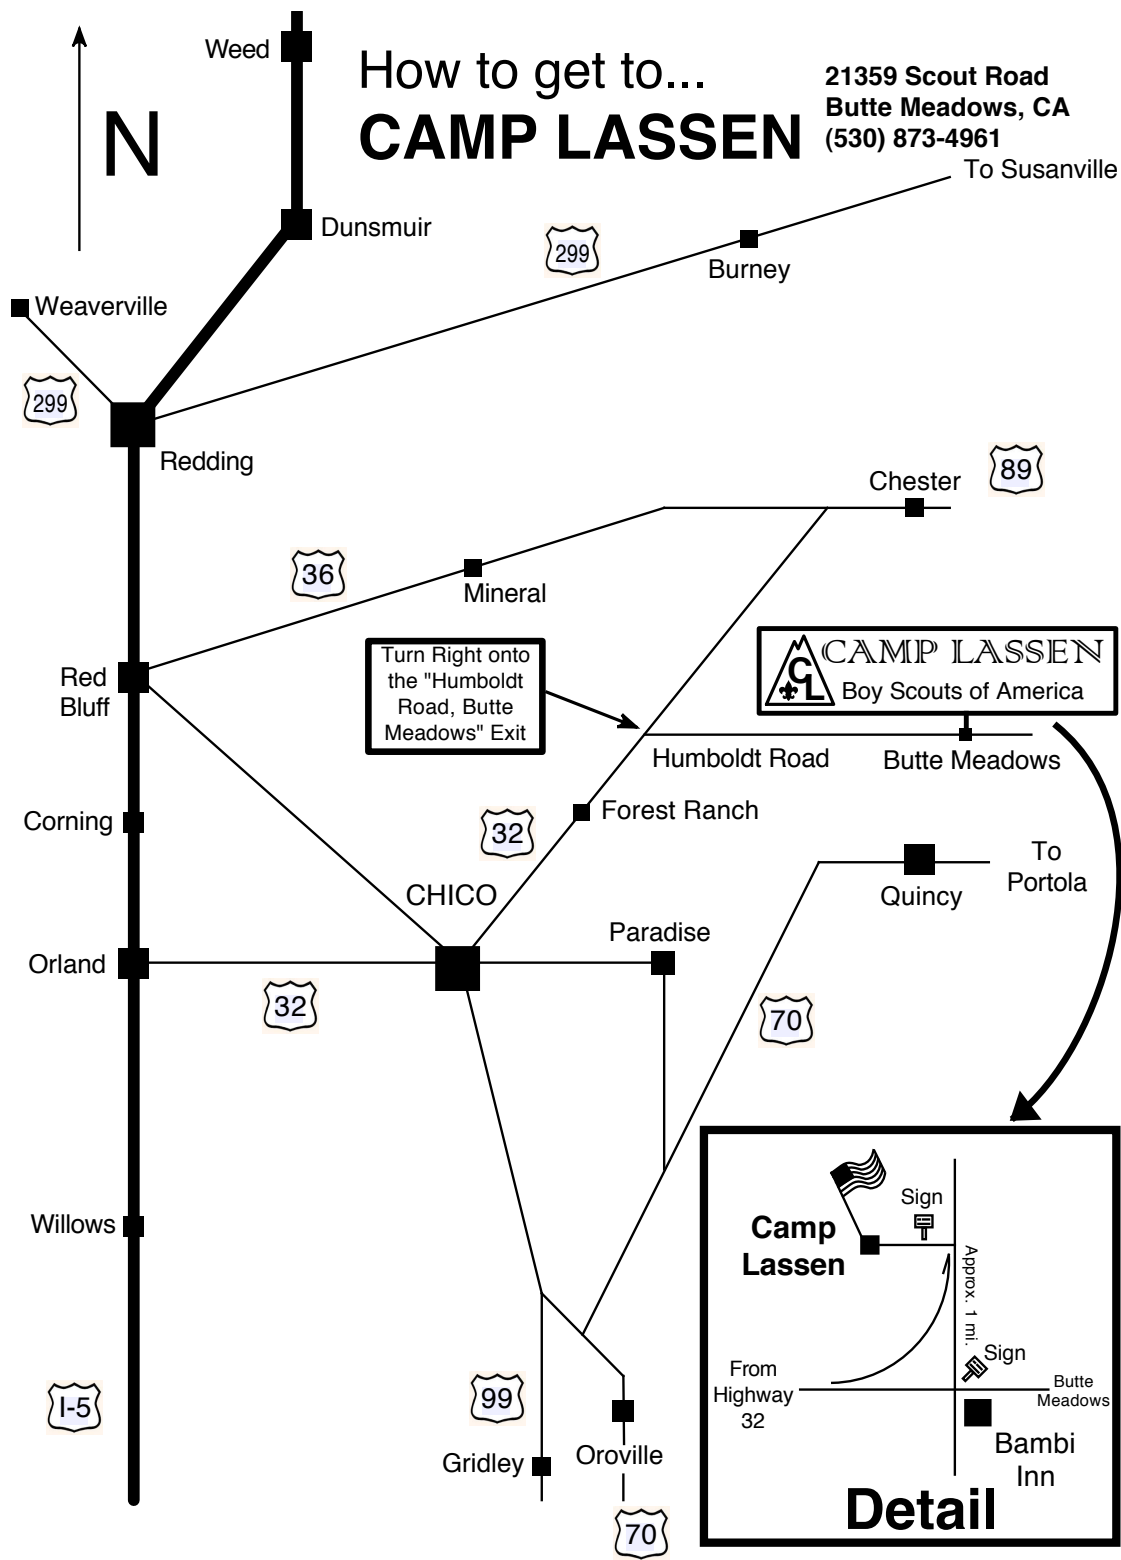 Weed
N
How to get to...
CAMP LASSEN
21359 Scout Road
Butte Meadows, CA
(530) 873-4961
To Susanville
Dunsmuir
299
Burney
Weaverville
299
Redding
Chester
89
36
Mineral
Turn Right onto
the "Humboldt
Road, Butte
Meadows" Exit
CL
CAMP LASSEN
Boy Scouts of America
Red
Bluff
Humboldt Road
Butte Meadows
Corning
32
Forest Ranch
CHICO
To
Portola
Quincy
Paradise
Orland
32
70
Willows
Sign
Camp
Lassen
Approx. 1 mi.
Sign
From
Highway
32
Butte
Meadows
Bambi
Inn
Detail
I-5
99
Gridley
Oroville
70